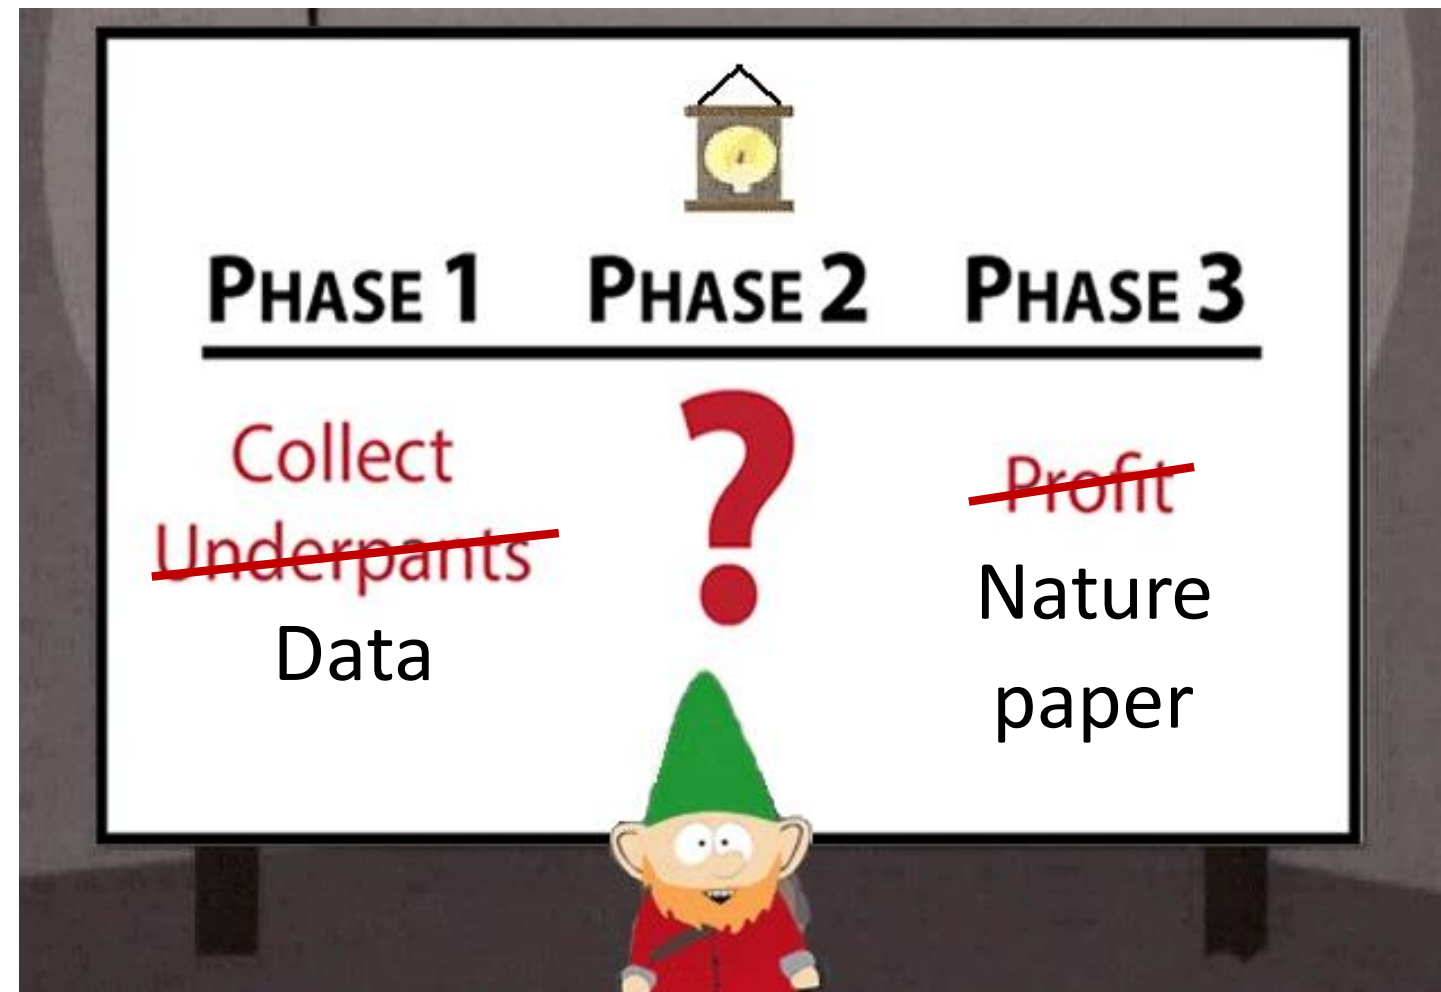 PHASE 1 PHASE 2 PHASE 3
Collect
Underpants
Data
?
Profit
Nature
paper